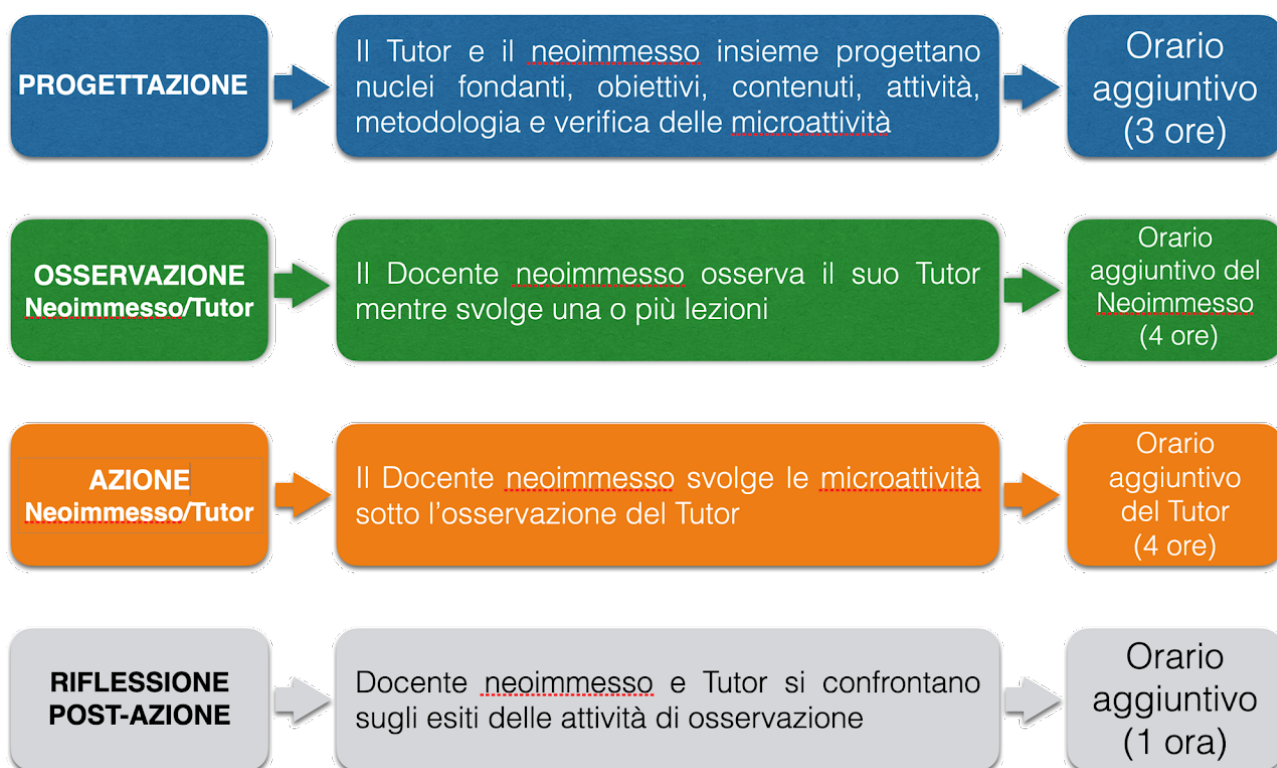 PROGETTAZIONE
Il Tutor e il neoimmesso insieme progettano
nuclei fondanti, obiettivi, contenuti, attività,
metodologia e verifica delle microattività
Orario
aggiuntivo
(3 ore)
OSSERVAZIONE
Neoimmesso/Tutor
Il Docente neoimmesso osserva il suo Tutor
mentre svolge una o più lezioni
Orario
aggiuntivo del
Neoimmesso
(4 ore)
AZIONE
Neoimmesso/Tutor
Il Docente neoimmesso svolge le microattività
sotto l'osservazione del Tutor
Orario
aggiuntivo
del Tutor
(4 ore)
RIFLESSIONE
POST-AZIONE
Docente neoimmesso e Tutor si confrontano
sugli esiti delle attività di osservazione
Orario
aggiuntivo
(1 ora)